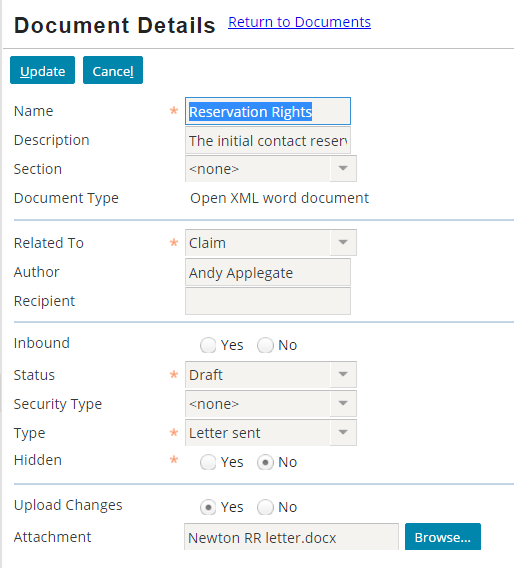 Document Details Return to Documents
Update Cancel
Name * Reservation Rights
Description The initial contact reser
Section <none>
Document Type Open XML word document
Related To * Claim
Author Andy Applegate
Recipient
Inbound Yes No
Status * Draft
Security Type <none>
Type * Letter sent
Hidden * Yes No
Upload Changes Yes No
Attachment Newton RR letter.docx Browse...